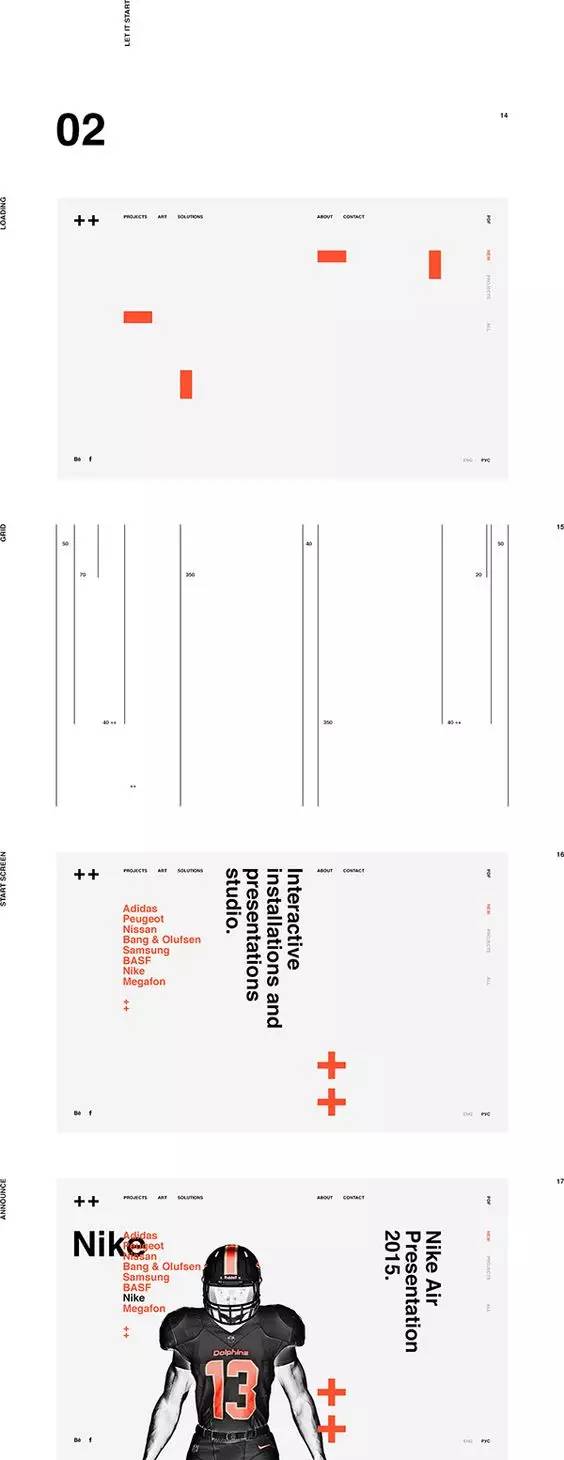 LET IT START
02
14
LOADING
++
PROJECTS ART SOLUTIONS
ABOUT CONTACT
PDF
NEW
PROJECTS
ALL
Bē f
ENG РУС
GRID
15
50
40
50
70
350
20
40 ++
350
40 ++
++
START SCREEN
16
++
PROJECTS ART SOLUTIONS
ABOUT CONTACT
PDF
Interactive
installations and
presentations
studio.
NEW
PROJECTS
ALL
Adidas
Peugeot
Nissan
Bang & Olufsen
Samsung
BASF
Nike
Megafon
++
++
Bē f
ENG РУС
ANNOUNCE
17
++
PROJECTS ART SOLUTIONS
ABOUT CONTACT
PDF
Nike
Adidas
Peugeot
Nissan
Bang & Olufsen
Samsung
BASF
Nike
Megafon
++
Nike Air
Presentation
2015.
NEW
PROJECTS
ALL
Riddell
Dolphins
13
++
Bē f
ENG РУС